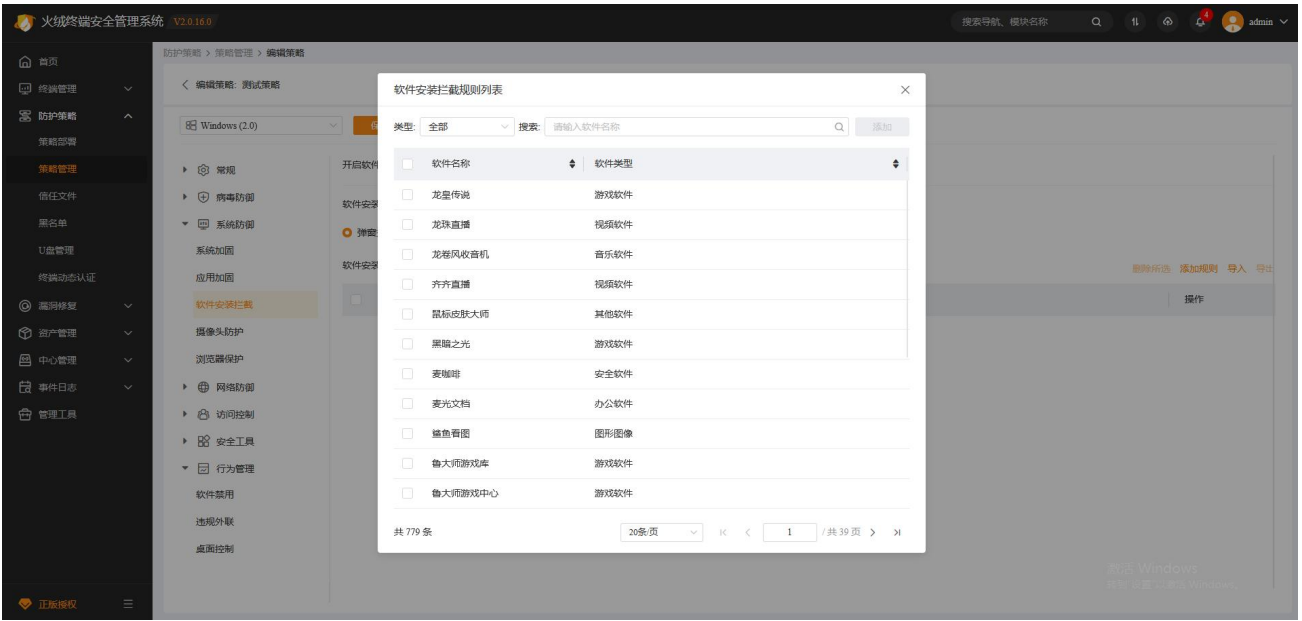 火绒终端安全管理系统 V2.0.16.0
搜索导航、模块名称
4
admin
首页
终端管理
防护策略
策略部署
策略管理
信任文件
黑名单
U盘管理
终端动态认证
漏洞修复
资产管理
中心管理
事件日志
管理工具
正版授权
防护策略 > 策略管理 > 编辑策略
编辑策略: 测试策略
Windows (2.0)
常规
病毒防御
系统防御
系统加固
应用加固
软件安装拦截
摄像头防护
浏览器保护
网络防御
访问控制
安全工具
行为管理
软件禁用
违规外联
桌面控制
开启软件
软件安装
弹窗
软件安装
删除所选 添加规则 导入 导出
操作
软件安装拦截规则列表
类型: 全部 搜索: 请输入软件名称 添加
软件名称 软件类型
龙皇传说 游戏软件
龙珠直播 视频软件
龙卷风收音机 音乐软件
齐齐直播 视频软件
鼠标皮肤大师 其他软件
黑暗之光 游戏软件
麦咖啡 安全软件
麦光文档 办公软件
鲨鱼看图 图形图像
鲁大师游戏库 游戏软件
鲁大师游戏中心 游戏软件
共 779 条 20条/页 1 / 共 39 页
激活 Windows